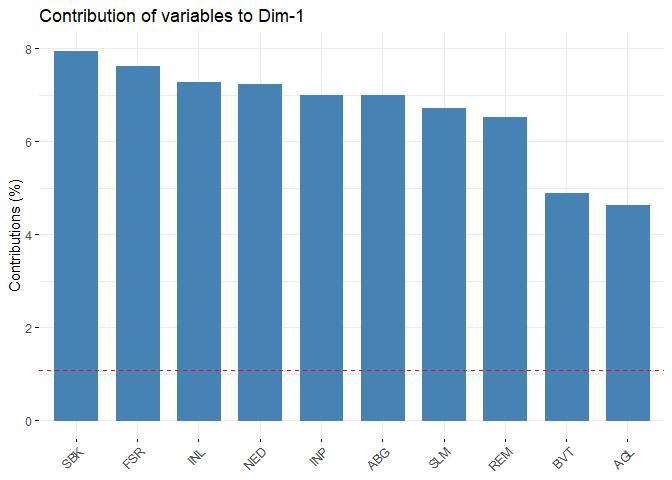 Contribution of variables to Dim-1
Contributions (%)
8
6
4
2
0
SBK
FSR
INL
NED
INP
ABG
SLM
REM
BVT
AGL